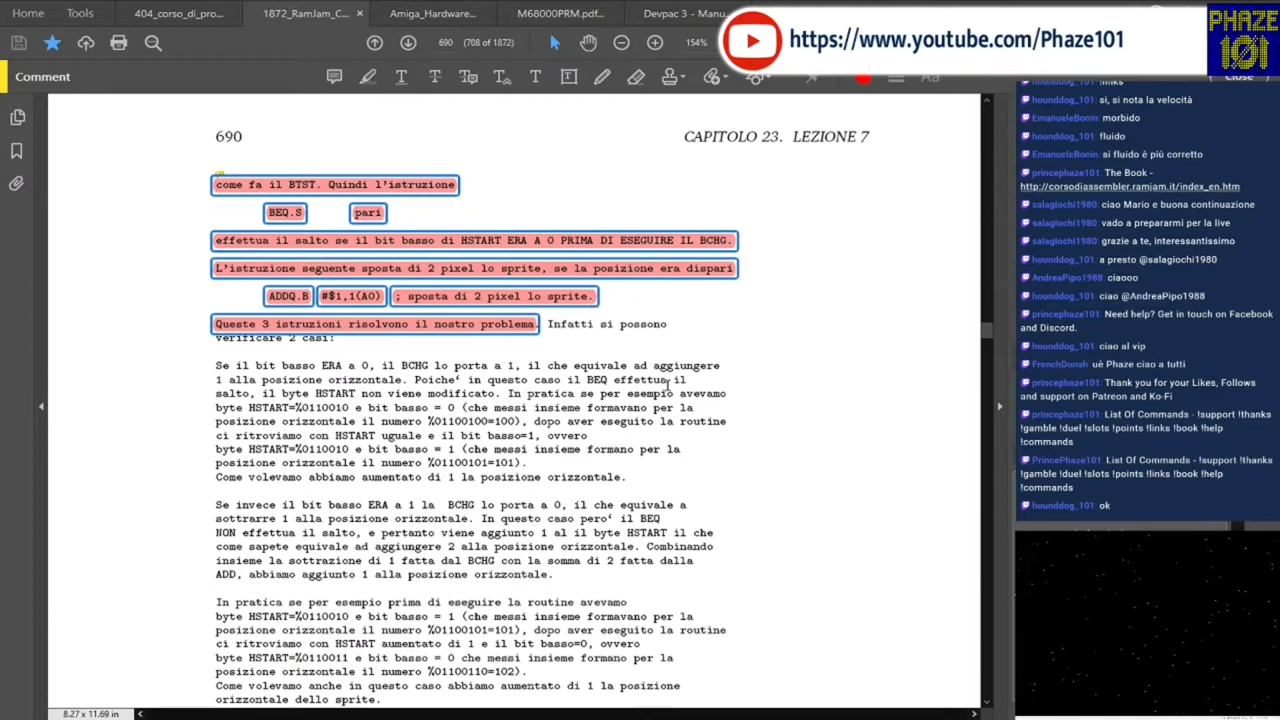 Home Tools 404_corso_di_pro... 1872_RamJam_C... × Amiga_Hardware... M68000PRM.pdf... Devpac 3 - Manu...
690 (708 of 1872) 154%
https://www.youtube.com/Phaze101
PHAZE 101
Comment
Close
690 CAPITOLO 23. LEZIONE 7
come fa il BTST. Quindi l'istruzione
BEQ.S pari
effettua il salto se il bit basso di HSTART ERA A 0 PRIMA DI ESEGUIRE IL BCHG.
L'istruzione seguente sposta di 2 pixel lo sprite, se la posizione era dispari
ADDQ.B #$1,1(A0) ; sposta di 2 pixel lo sprite.
Queste 3 istruzioni risolvono il nostro problema. Infatti si possono
verificare 2 casi:
Se il bit basso ERA a 0, il BCHG lo porta a 1, il che equivale ad aggiungere
1 alla posizione orizzontale. Poiche‘ in questo caso il BEQ effettua il
salto, il byte HSTART non viene modificato. In pratica se per esempio avevamo
byte HSTART=%0110010 e bit basso = 0 (che messi insieme formavano per la
posizione orizzontale il numero %01100100=100), dopo aver eseguito la routine
ci ritroviamo con HSTART uguale e il bit basso=1, ovvero
byte HSTART=%0110010 e bit basso = 1 (che messi insieme formano per la
posizione orizzontale il numero %01100101=101).
Come volevamo abbiamo aumentato di 1 la posizione orizzontale.
Se invece il bit basso ERA a 1 la BCHG lo porta a 0, il che equivale a
sottrarre 1 alla posizione orizzontale. In questo caso pero‘ il BEQ
NON effettua il salto, e pertanto viene aggiunto 1 al il byte HSTART il che
come sapete equivale ad aggiungere 2 alla posizione orizzontale. Combinando
insieme la sottrazione di 1 fatta dal BCHG con la somma di 2 fatta dalla
ADD, abbiamo aggiunto 1 alla posizione orizzontale.
In pratica se per esempio prima di eseguire la routine avevamo
byte HSTART=%0110010 e bit basso = 1 (che messi insieme formavano per la
posizione orizzontale il numero %01100101=101), dopo aver eseguito la routine
ci ritroviamo con HSTART aumentato di 1 e il bit basso=0, ovvero
byte HSTART=%0110011 e bit basso = 0 che messi insieme formano per la
posizione orizzontale il numero %01100110=102).
Come volevamo anche in questo caso abbiamo aumentato di 1 la posizione
orizzontale dello sprite.
8.27 x 11.69 in
hounddog_101: !links
hounddog_101: si, si nota la velocità
EmanueleBonin: morbido
hounddog_101: fluido
EmanueleBonin: si fluido è più corretto
princephaze101: The Book -
http://corsodiassembler.ramjam.it/index_en.htm
salagiochi1980: ciao Mario e buona continuazione
salagiochi1980: vado a prepararmi per la live
salagiochi1980: grazie a te, interessantissimo
hounddog_101: a presto @salagiochi1980
AndreaPipo1988: ciaooo
hounddog_101: ciao @AndreaPipo1988
princephaze101: Need help? Get in touch on Facebook
and Discord.
hounddog_101: ciao al vip
FrenchDonah: uè Phaze ciao a tutti
princephaze101: Thank you for your Likes, Follows
and support on Patreon and Ko-Fi
princephaze101: List Of Commands - !support !thanks
!gamble !duel !slots !points !links !book !help
!commands
PrincePhaze101: List Of Commands - !support !thanks
!gamble !duel !slots !points !links !book !help
!commands
hounddog_101: ok